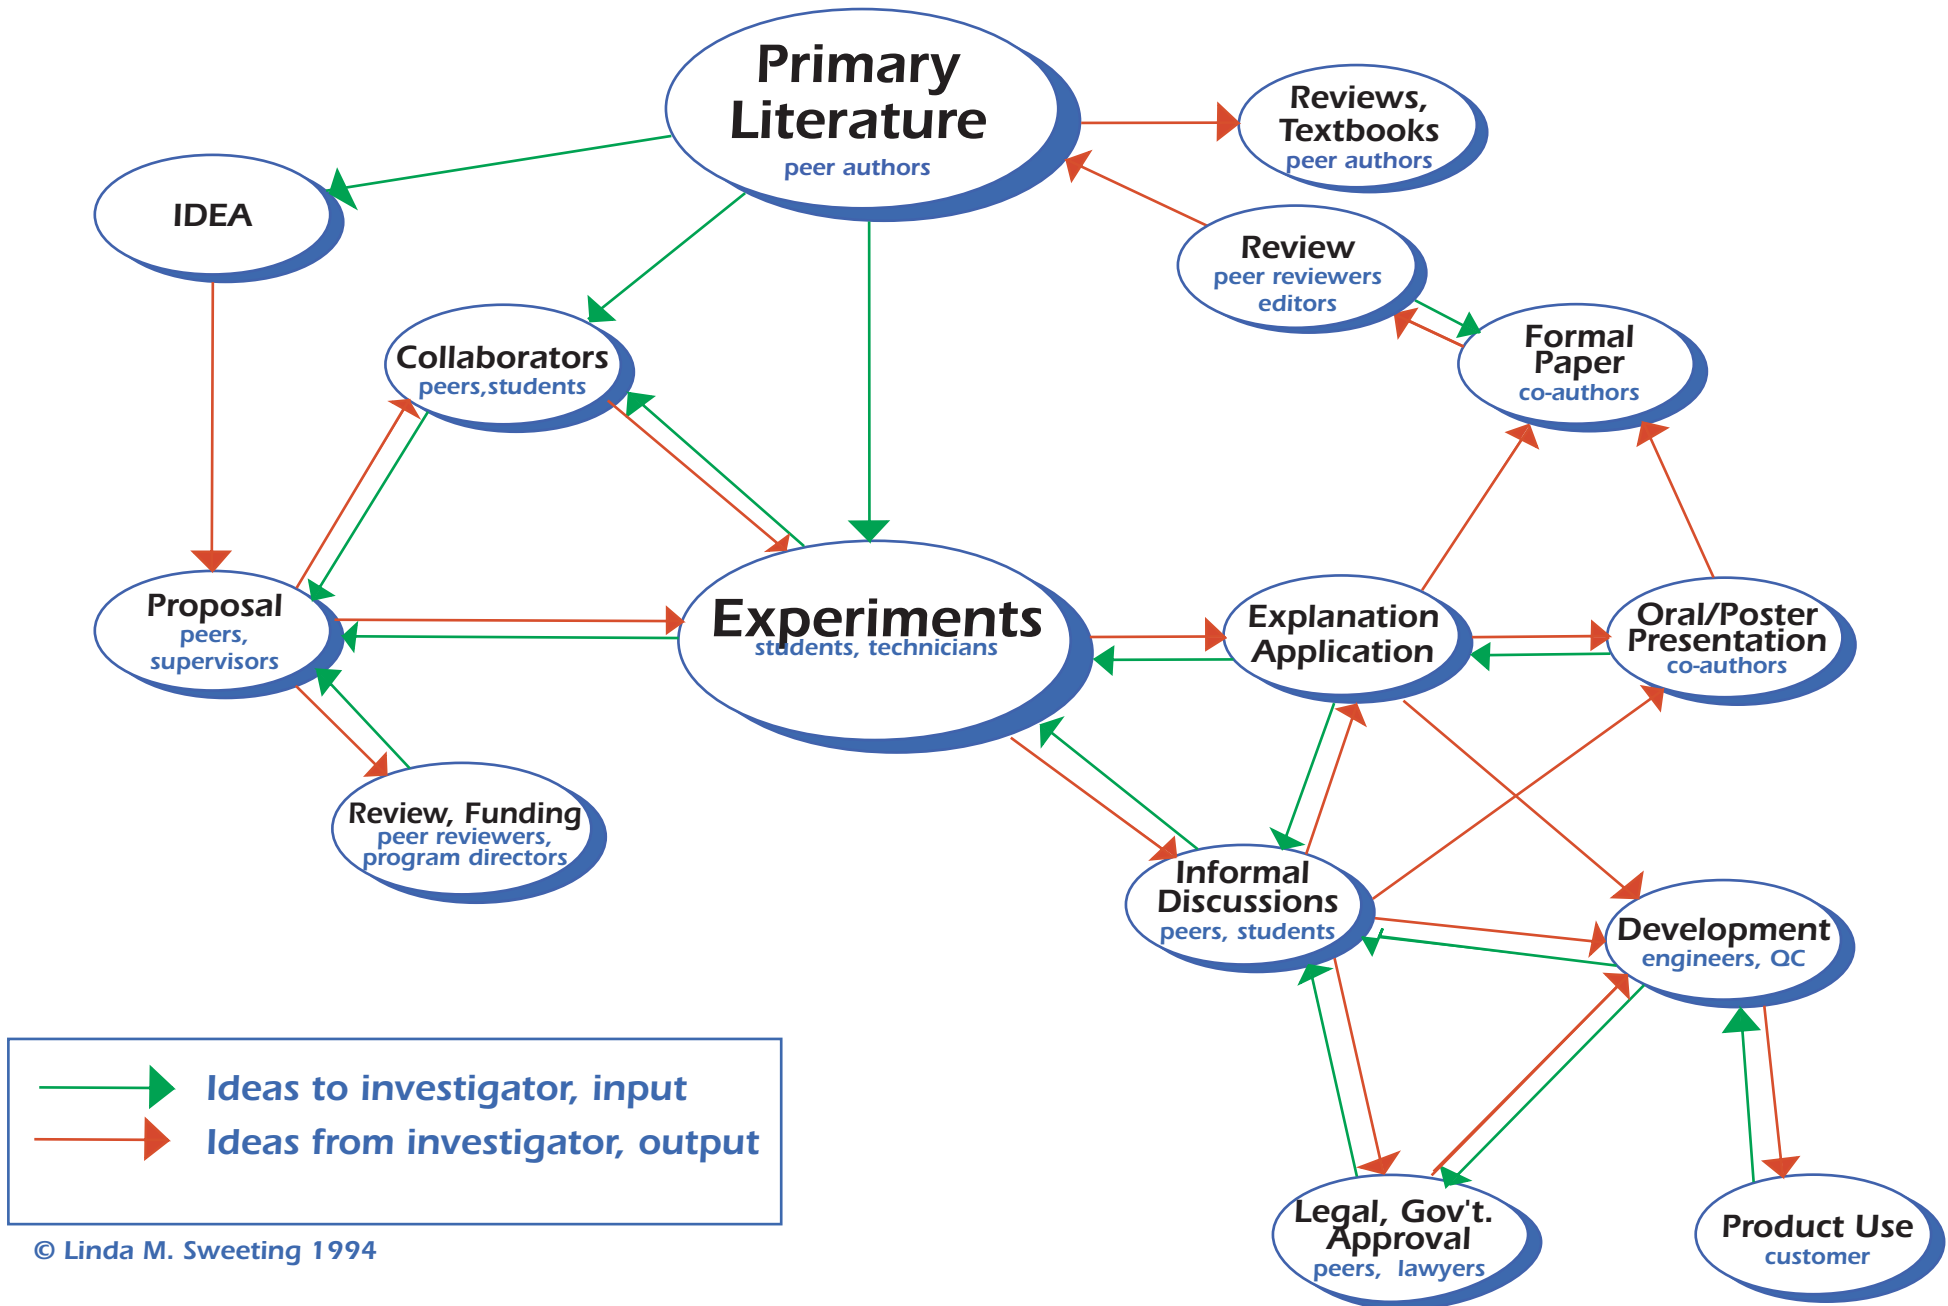 Primary
Literature
peer authors
Reviews,
Textbooks
peer authors
IDEA
Review
peer reviewers
editors
Formal
Paper
co-authors
Collaborators
peers,students
Proposal
peers,
supervisors
Experiments
students, technicians
Explanation
Application
Oral/Poster
Presentation
co-authors
Review, Funding
peer reviewers,
program directors
Informal
Discussions
peers, students
Development
engineers, QC
Ideas to investigator, input
Ideas from investigator, output
Legal, Gov't.
Approval
peers, lawyers
Product Use
customer
© Linda M. Sweeting 1994